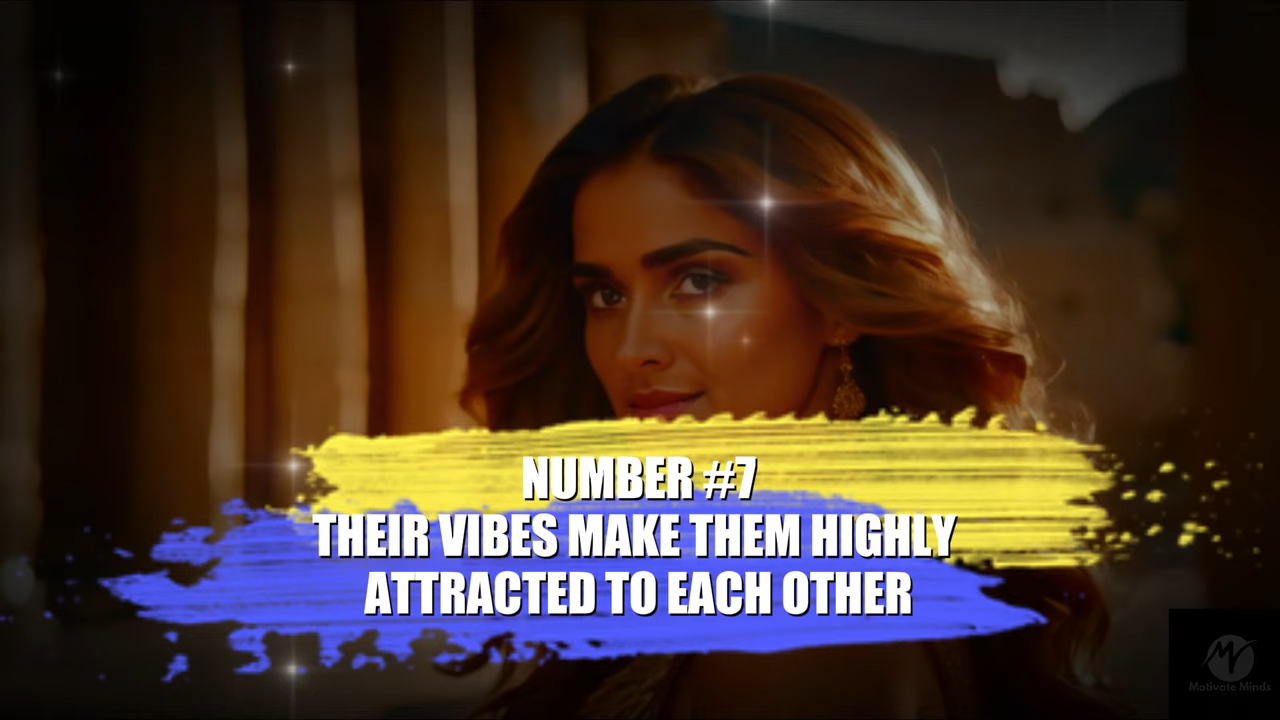 NUMBER #7
THEIR VIBES MAKE THEM HIGHLY
ATTRACTED TO EACH OTHER
Motivate Minds